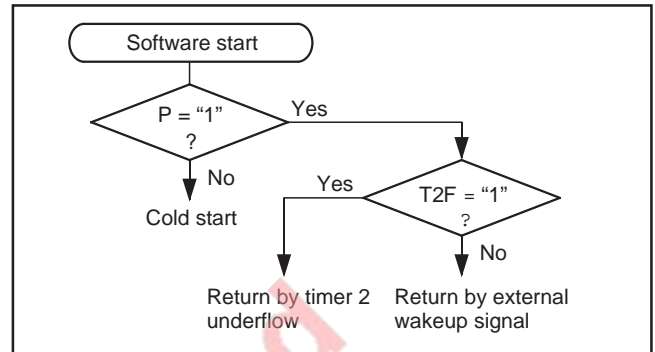 Software start
P = “1”
?
Yes
No
Cold start
T2F = “1”
?
Yes
No
Return by timer 2
underflow
Return by external
wakeup signal